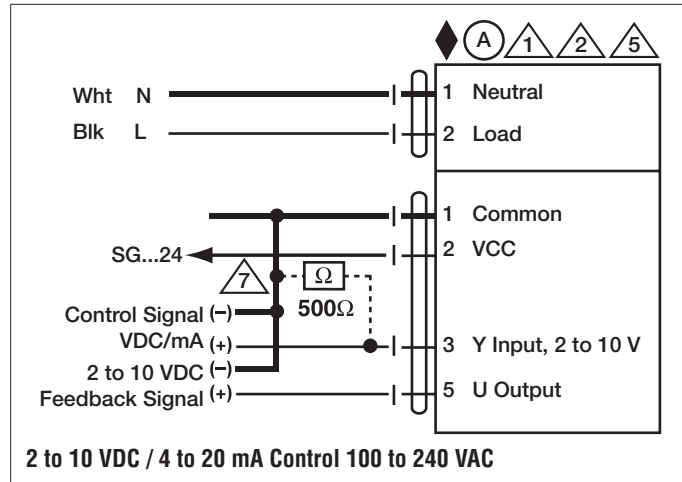 A 1 2 5
Wht N 1 Neutral
Blk L 2 Load
1 Common
SG...24 2 VCC
7 Ω
500Ω
Control Signal (–)
VDC/mA (+) 3 Y Input, 2 to 10 V
2 to 10 VDC (–)
Feedback Signal (+) 5 U Output
2 to 10 VDC / 4 to 20 mA Control 100 to 240 VAC